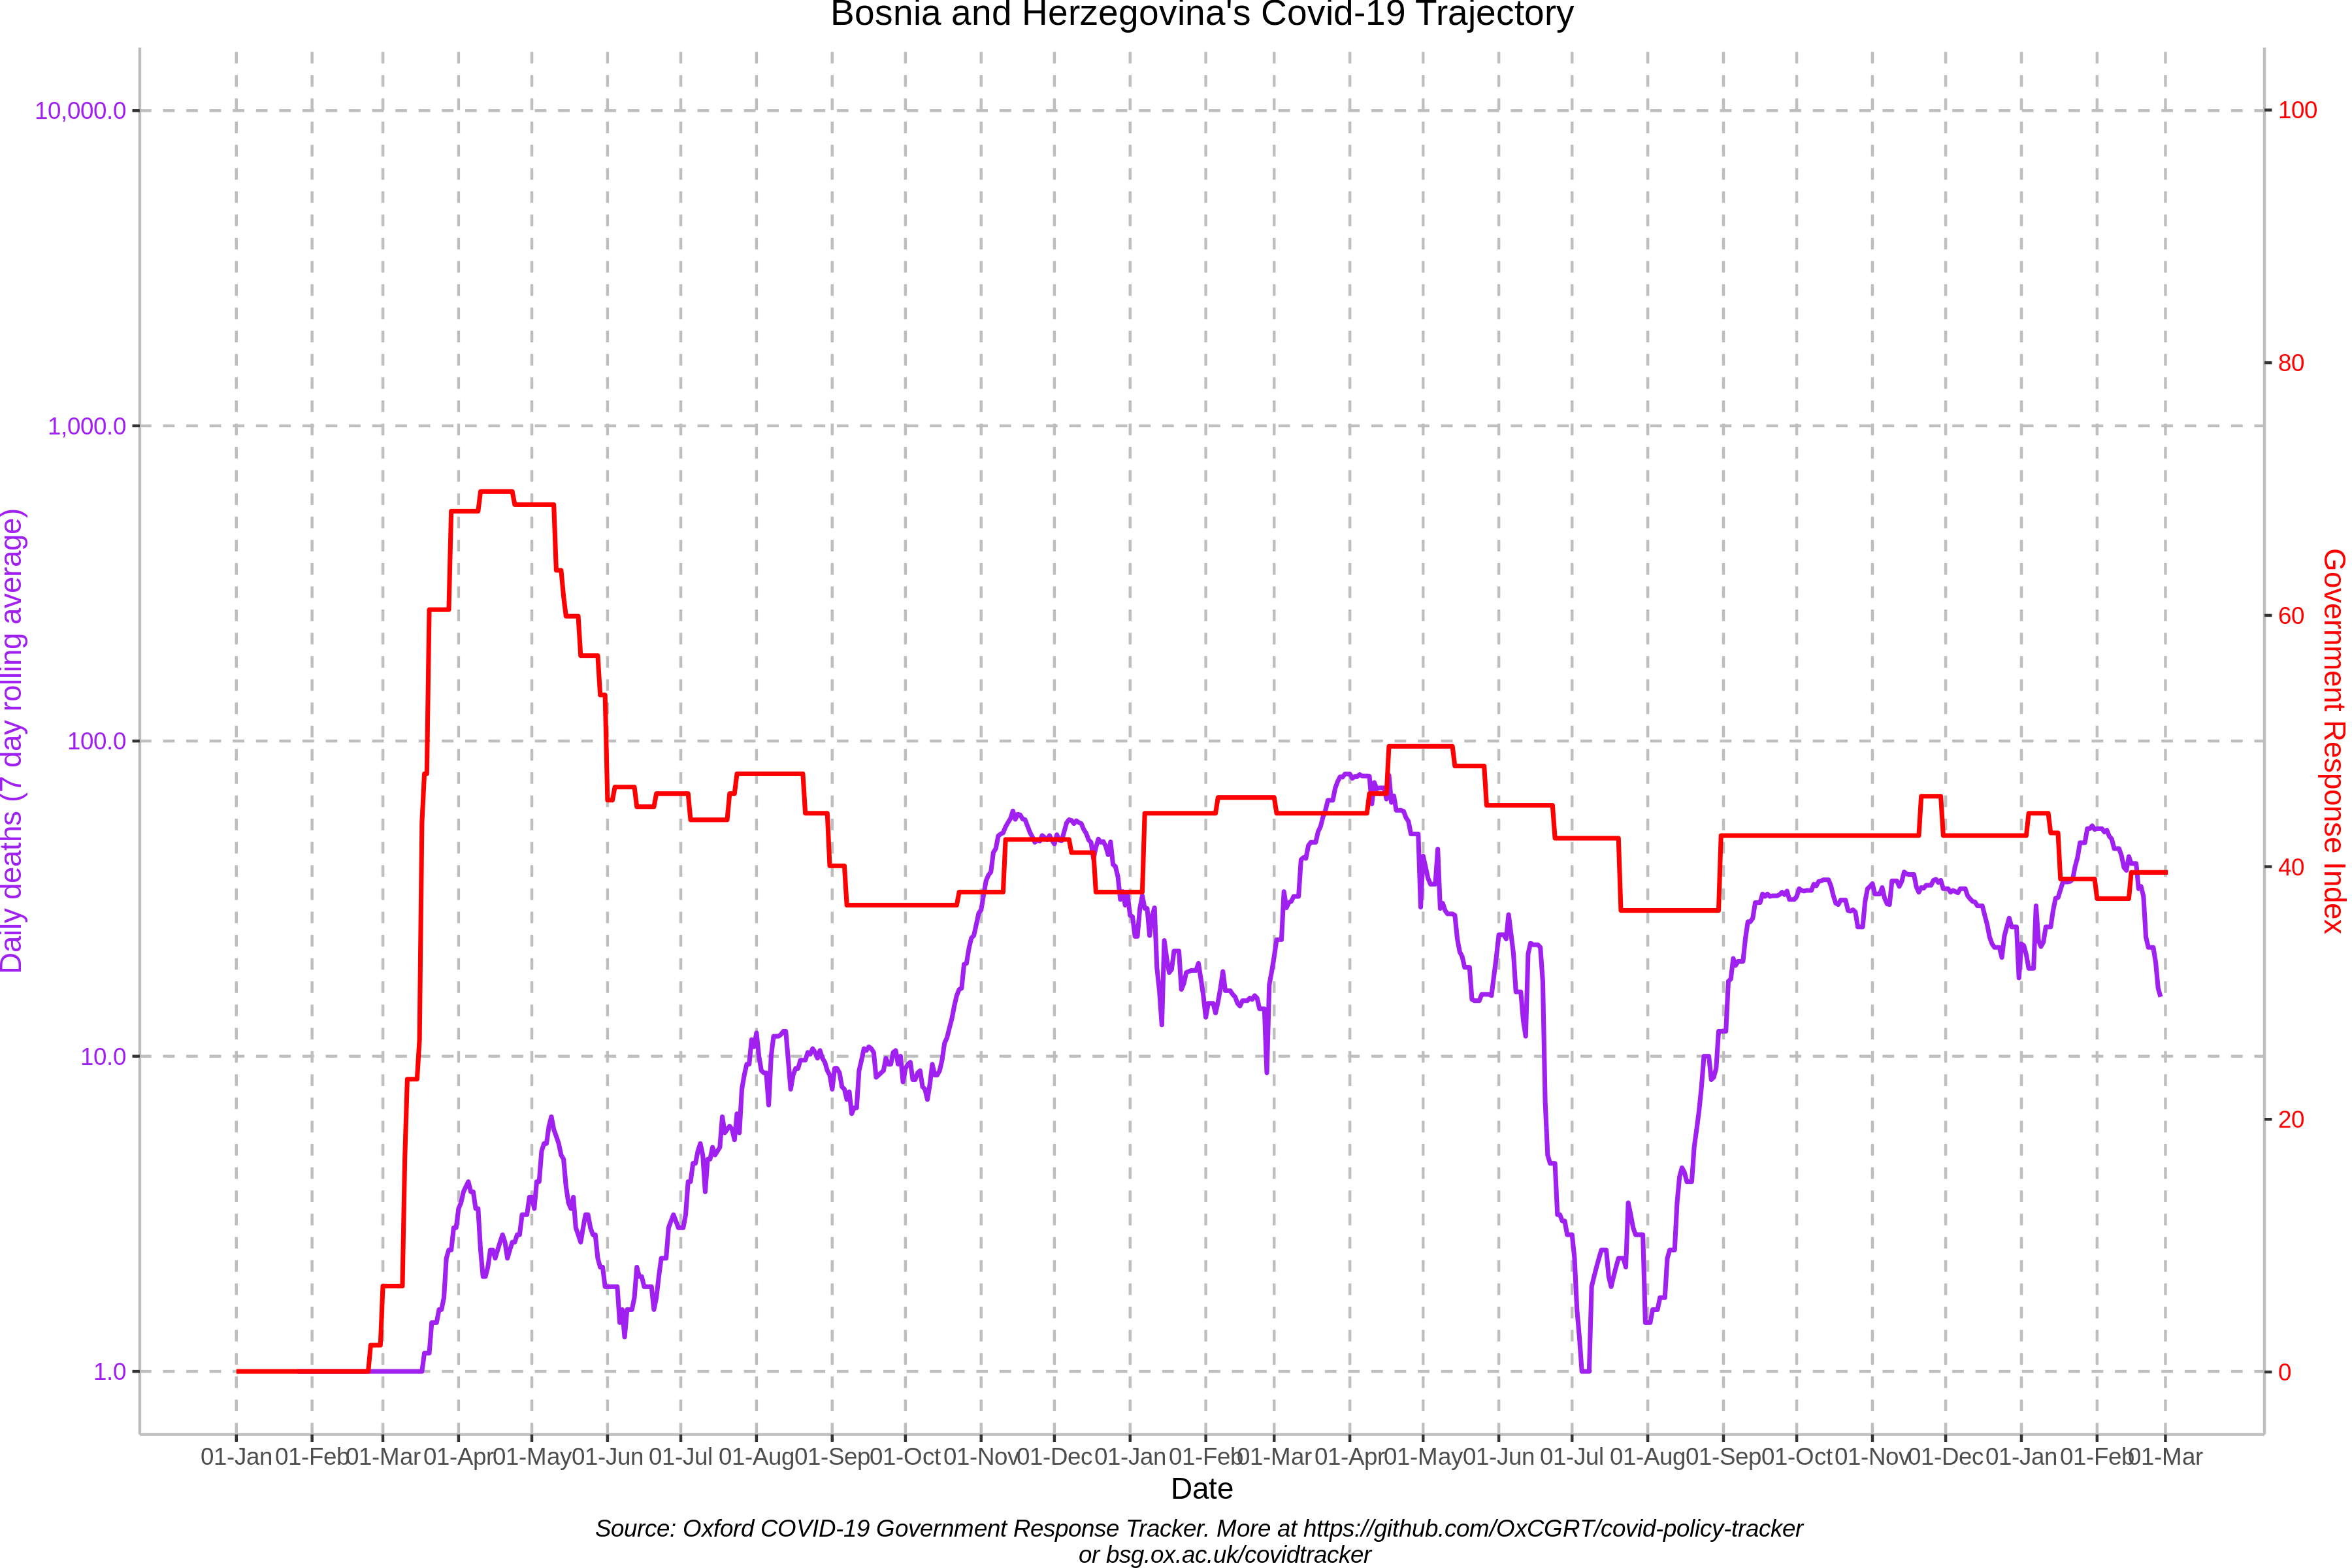 Bosnia and Herzegovina's Covid-19 Trajectory
10,000.0
1,000.0
100.0
10.0
1.0
Daily deaths (7 day rolling average)
100
80
60
40
20
0
Government Response Index
01-Jan 01-Feb 01-Mar 01-Apr 01-May 01-Jun 01-Jul 01-Aug 01-Sep 01-Oct 01-Nov 01-Dec 01-Jan 01-Feb 01-Mar 01-Apr 01-May 01-Jun 01-Jul 01-Aug 01-Sep 01-Oct 01-Nov 01-Dec 01-Jan 01-Feb 01-Mar
Date
Source: Oxford COVID-19 Government Response Tracker. More at https://github.com/OxCGRT/covid-policy-tracker
or bsg.ox.ac.uk/covidtracker